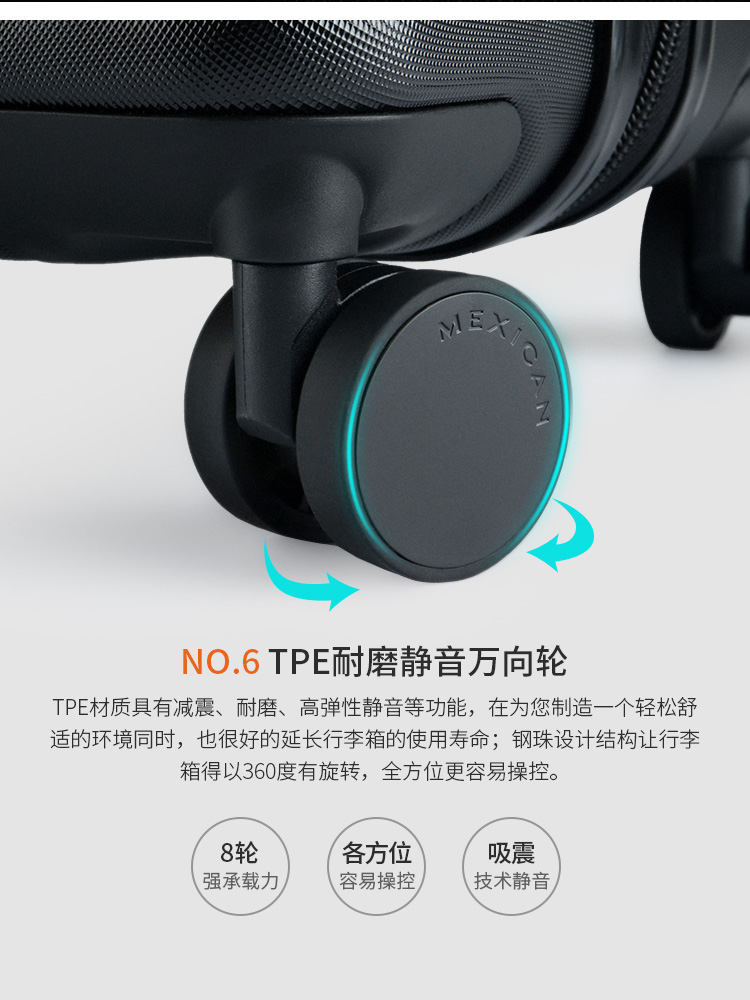 MEXICAN
NO.6 TPE耐磨静音万向轮
TPE材质具有减震、耐磨、高弹性静音等功能，在为您制造一个轻松舒
适的环境同时，也很好的延长行李箱的使用寿命；钢珠设计结构让行李
箱得以360度有旋转，全方位更容易操控。
8轮
强承载力
各方位
容易操控
吸震
技术静音